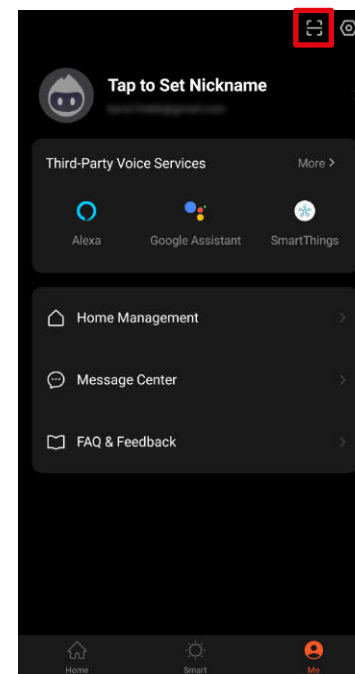 Tap to Set Nickname
Third-Party Voice Services More >
Alexa Google Assistant SmartThings
Home Management
Message Center
FAQ & Feedback
Home Smart Me